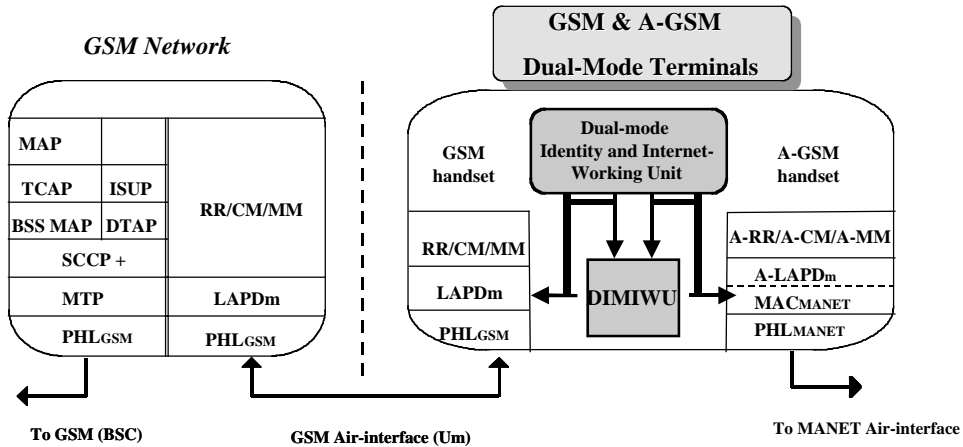 GSM Network
GSM & A-GSM
Dual-Mode Terminals
MAP
TCAP
ISUP
BSS MAP
DTAP
SCCP +
MTP
PHLGSM
RR/CM/MM
LAPDm
PHLGSM
GSM
handset
Dual-mode
Identity and Internet-
Working Unit
A-GSM
handset
RR/CM/MM
LAPDm
PHLGSM
DIMIWU
A-RR/A-CM/A-MM
A-LAPDm
MACMANET
PHLMANET
To GSM (BSC)
GSM Air-interface (Um)
To MANET Air-interface